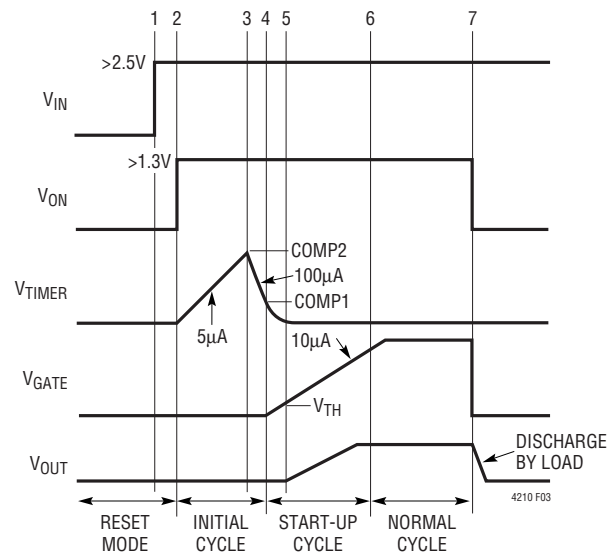 1 2 3 4 5 6 7
>2.5V
VIN
>1.3V
VON
COMP2
100µA
COMP1
VTIMER
5µA
10µA
VGATE
VTH
VOUT
DISCHARGE
BY LOAD
4210 F03
RESET
MODE
INITIAL
CYCLE
START-UP
CYCLE
NORMAL
CYCLE